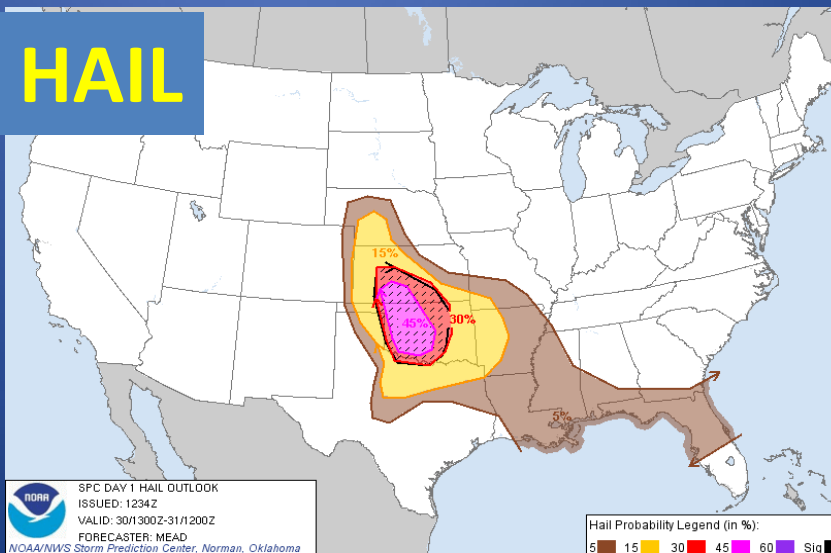 HAIL
15%
30%
45%
5%
NOAA
SPC DAY 1 HAIL OUTLOOK
ISSUED: 1234Z
VALID: 30/1300Z-31/1200Z
FORECASTER: MEAD
NOAA/NWS Storm Prediction Center, Norman, Oklahoma
Hail Probability Legend (in %):
5 15 30 45 60 Sig